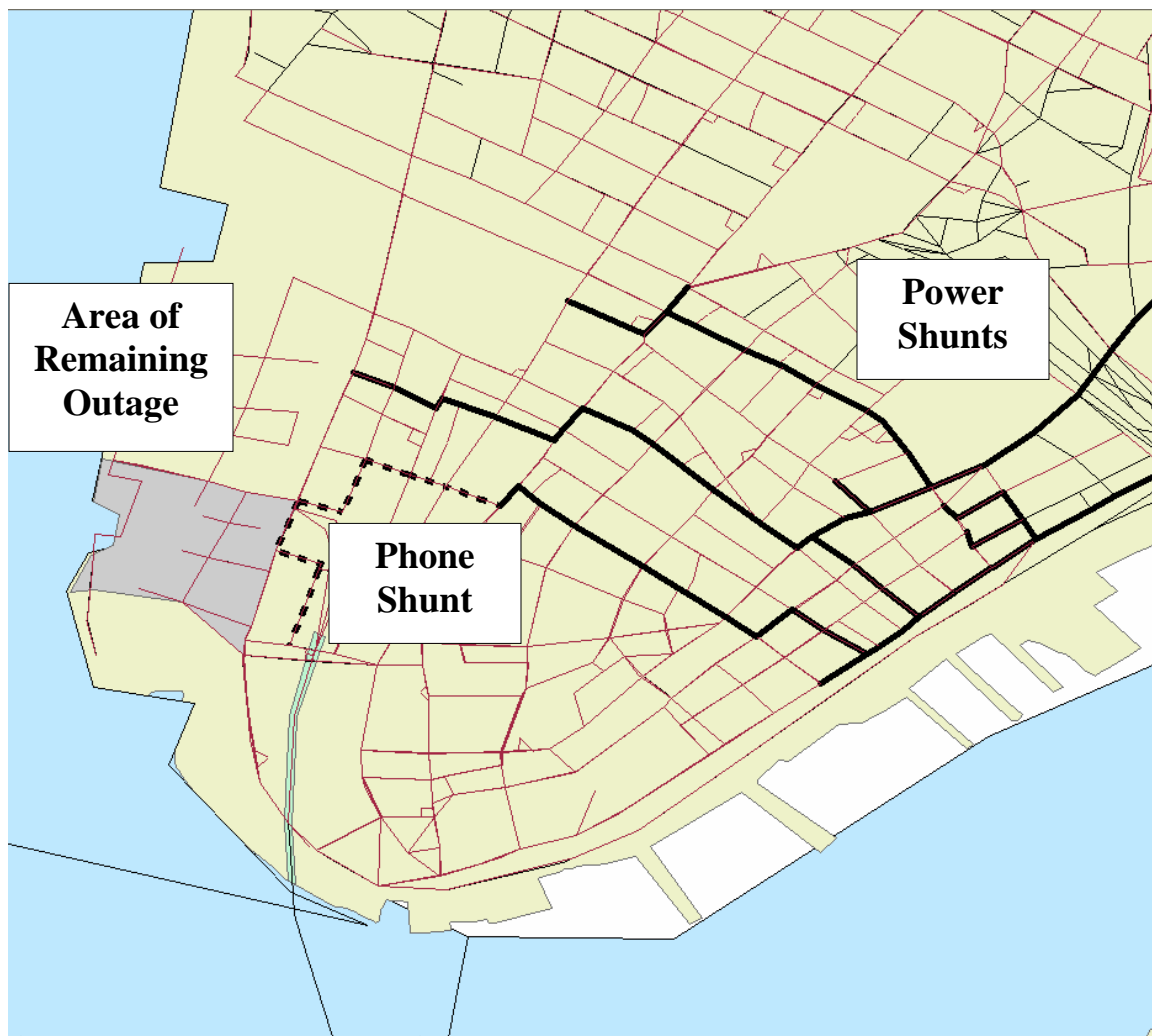 Area of
Remaining
Outage
Power
Shunts
Phone
Shunt